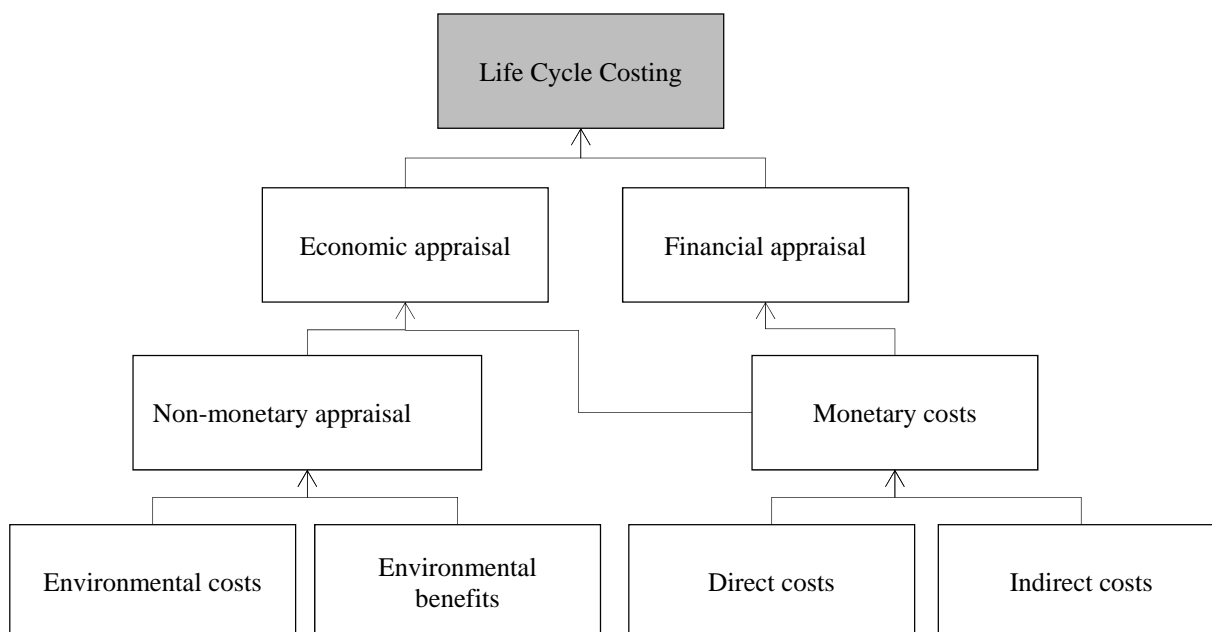 Life Cycle Costing
Economic appraisal
Financial appraisal
Non-monetary appraisal
Monetary costs
Environmental costs
Environmental
benefits
Direct costs
Indirect costs